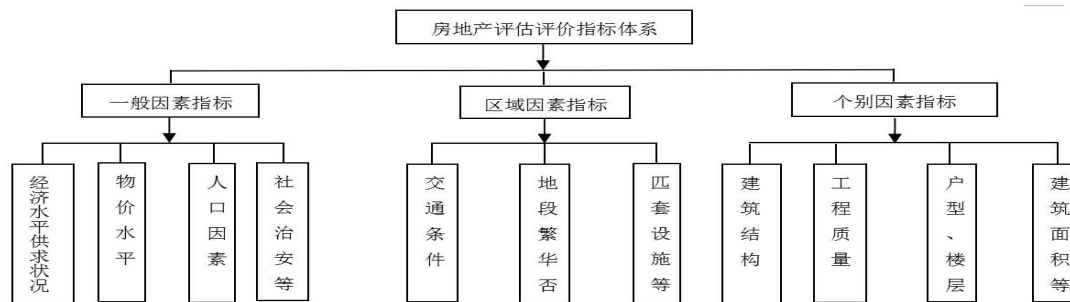 房地产评估评价指标体系
一般因素指标
区域因素指标
个别因素指标
经济水平供求状况
物价水平
人口因素
社会治安等
交通条件
地段繁华否
匹套设施等
建筑结构
工程质量
户型、楼层
建筑面积等